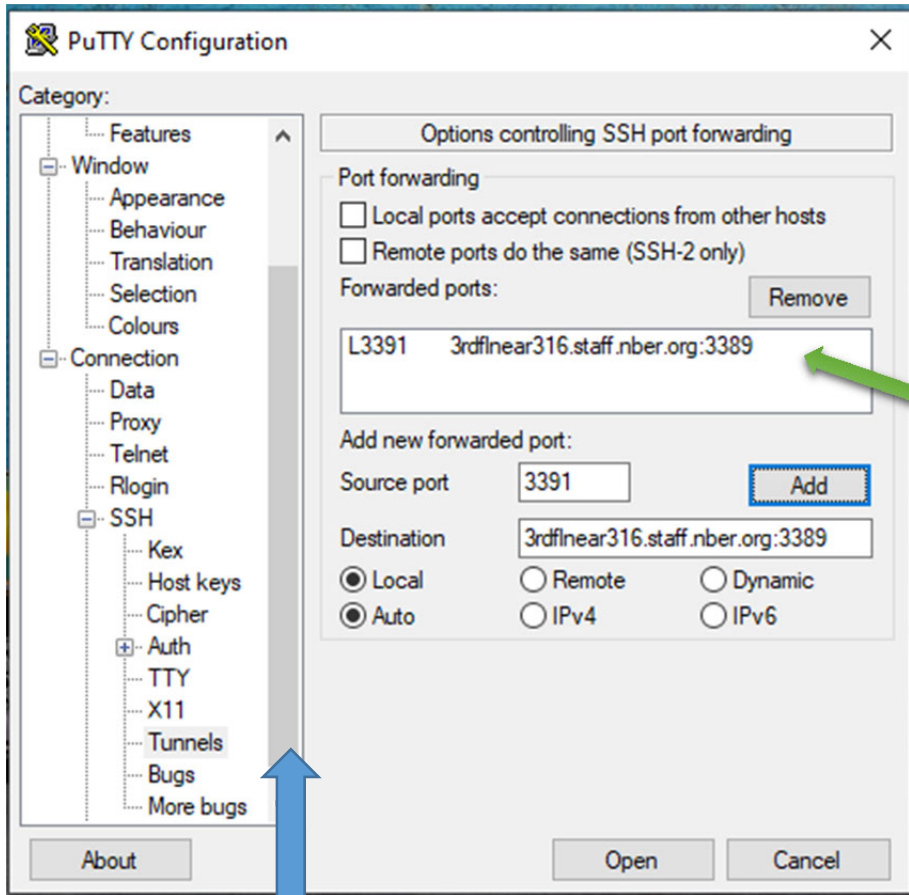 PuTTY Configuration
Category:
Features
Window
Appearance
Behaviour
Translation
Selection
Colours
Connection
Data
Proxy
Telnet
Rlogin
SSH
Kex
Host keys
Cipher
Auth
TTY
X11
Tunnels
Bugs
More bugs
Options controlling SSH port forwarding
Port forwarding
Local ports accept connections from other hosts
Remote ports do the same (SSH-2 only)
Forwarded ports:
Remove
L3391 3rdflnear316.staff.nber.org:3389
Add new forwarded port:
Source port 3391 Add
Destination 3rdflnear316.staff.nber.org:3389
Local Remote Dynamic
Auto IPv4 IPv6
About Open Cancel